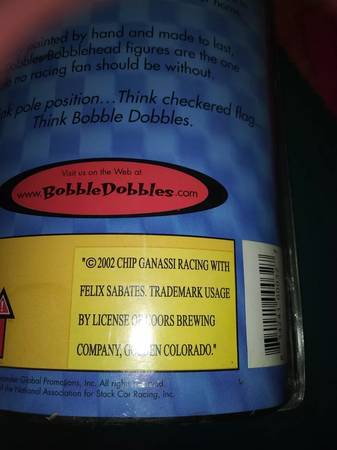 home.
painted by hand and made to last,
Dobbles Bobblehead figures are the one
no racing fan should be without.
pole position...Think checkered flag...
Think Bobble Dobbles.
Visit us on the Web at
www.BobbleDobbles.com
"©2002 CHIP GANASSI RACING WITH
FELIX SABATES. TRADEMARK USAGE
BY LICENSE OF COORS BREWING
COMPANY, GOLDEN COLORADO."
Global Promotions, Inc. All rights reserved.
of the National Association for Stock Car Racing, Inc.